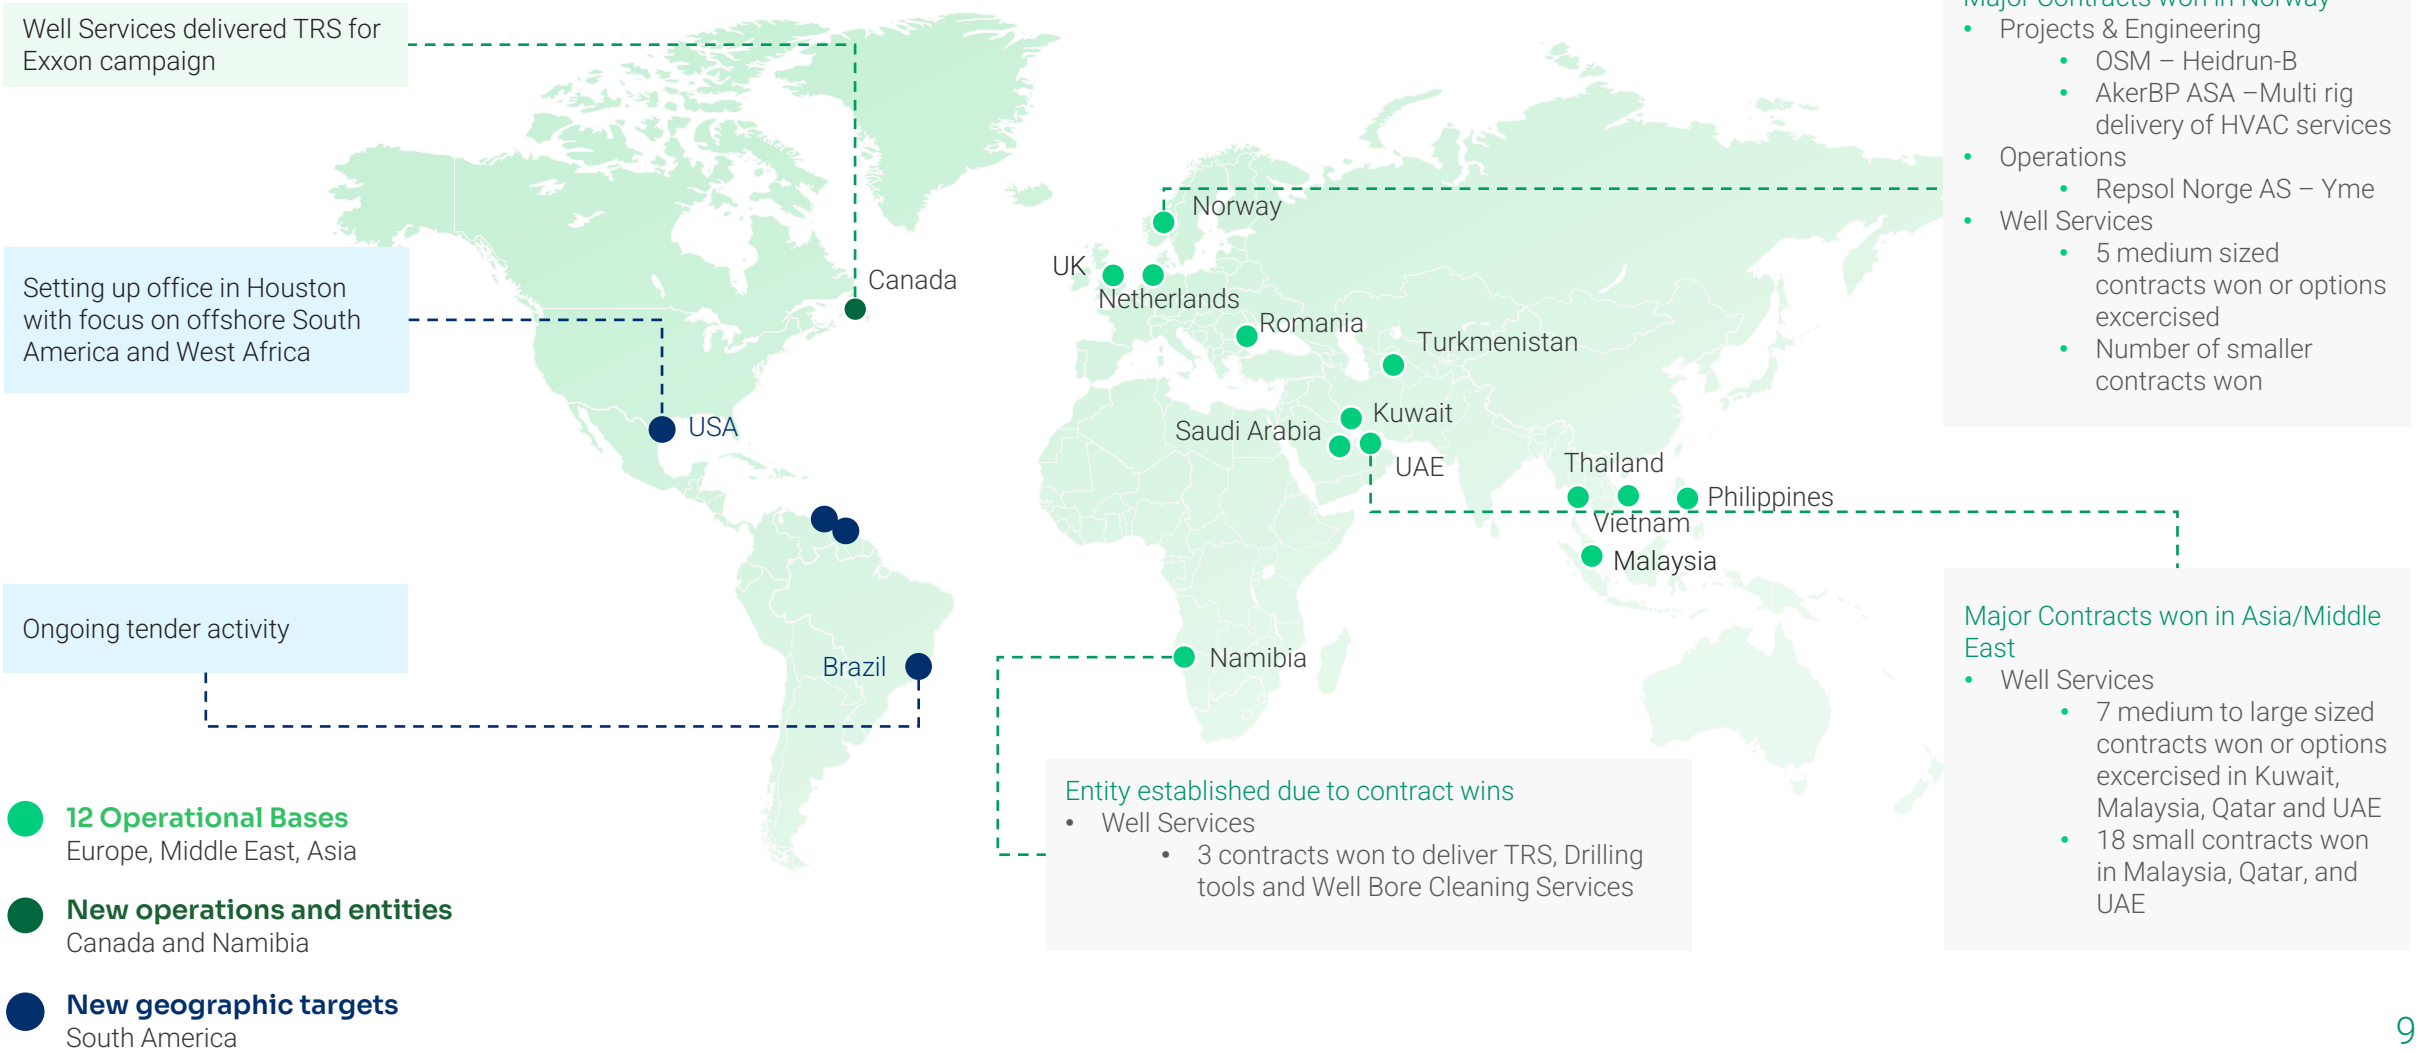 Well Services delivered TRS for
Exxon campaign
Setting up office in Houston
with focus on offshore South
America and West Africa
Ongoing tender activity
Canada
USA
Brazil
Norway
UK
Netherlands
Romania
Turkmenistan
Kuwait
Saudi Arabia
UAE
Thailand
Philippines
Vietnam
Malaysia
Namibia
Major Contracts won in Norway
• Projects & Engineering
• OSM – Heidrun-B
• AkerBP ASA –Multi rig
delivery of HVAC services
• Operations
• Repsol Norge AS – Yme
• Well Services
• 5 medium sized
contracts won or options
excercised
• Number of smaller
contracts won
Major Contracts won in Asia/Middle
East
• Well Services
• 7 medium to large sized
contracts won or options
excercised in Kuwait,
Malaysia, Qatar and UAE
• 18 small contracts won
in Malaysia, Qatar, and
UAE
Entity established due to contract wins
• Well Services
• 3 contracts won to deliver TRS, Drilling
tools and Well Bore Cleaning Services
12 Operational Bases
Europe, Middle East, Asia
New operations and entities
Canada and Namibia
New geographic targets
South America
9